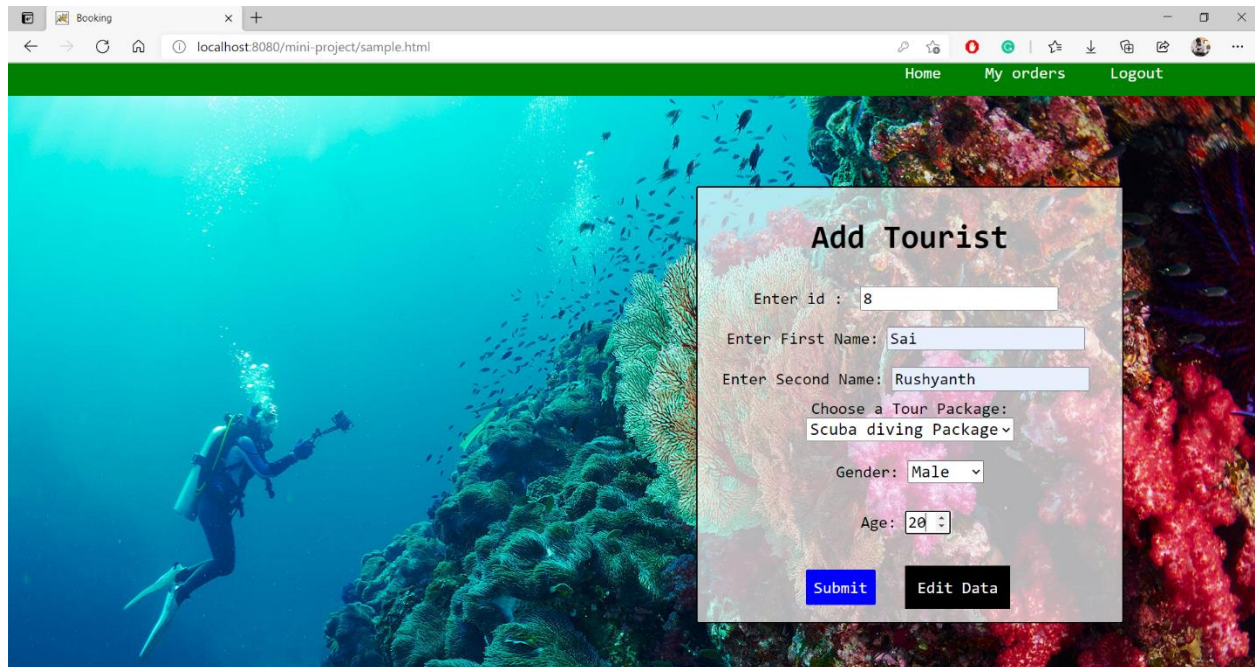 Booking
localhost:8080/mini-project/sample.html
Home My orders Logout
Add Tourist
Enter id : 8
Enter First Name: Sai
Enter Second Name: Rushyanth
Choose a Tour Package:
Scuba diving Package
Gender: Male
Age: 20
Submit Edit Data